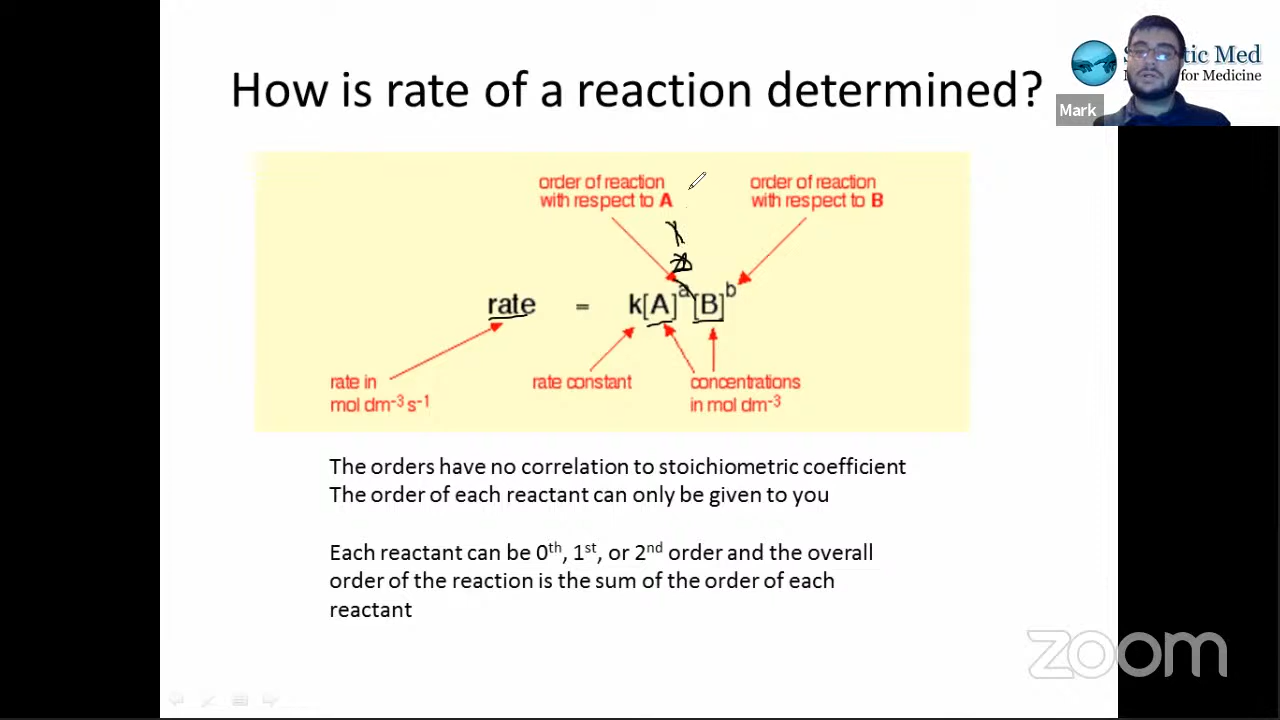 How is rate of a reaction determined?
tic Med
for Medicine
Mark
order of reaction
with respect to A
order of reaction
with respect to B
rate = k[A]ᵃ[B]ᵇ
rate in
mol dm⁻³ s⁻¹
rate constant
concentrations
in mol dm⁻³
The orders have no correlation to stoichiometric coefficient
The order of each reactant can only be given to you
Each reactant can be 0ᵗʰ, 1ˢᵗ, or 2ⁿᵈ order and the overall
order of the reaction is the sum of the order of each
reactant
zoom